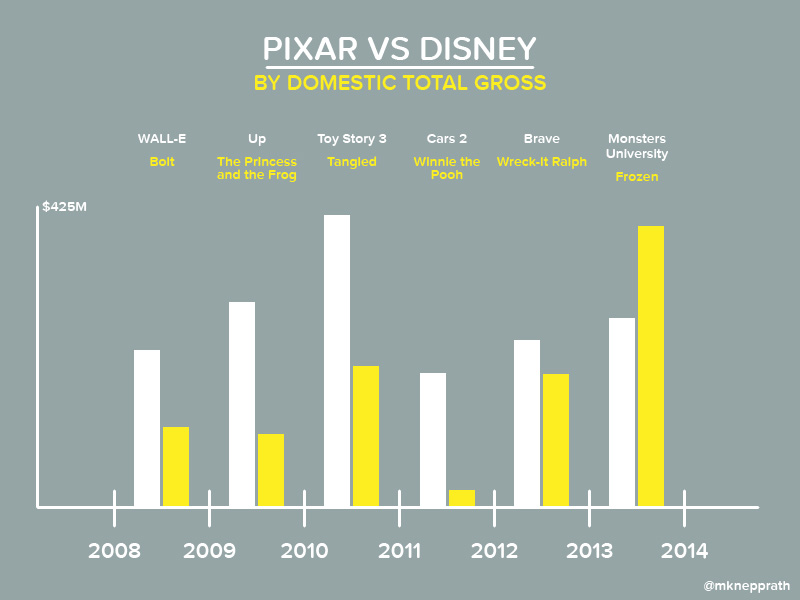 PIXAR VS DISNEY
BY DOMESTIC TOTAL GROSS
WALL-E
Bolt
Up
The Princess
and the Frog
Toy Story 3
Tangled
Cars 2
Winnie the
Pooh
Brave
Wreck-It Ralph
Monsters
University
Frozen
$425M
2008
2009
2010
2011
2012
2013
2014
@mknepprath